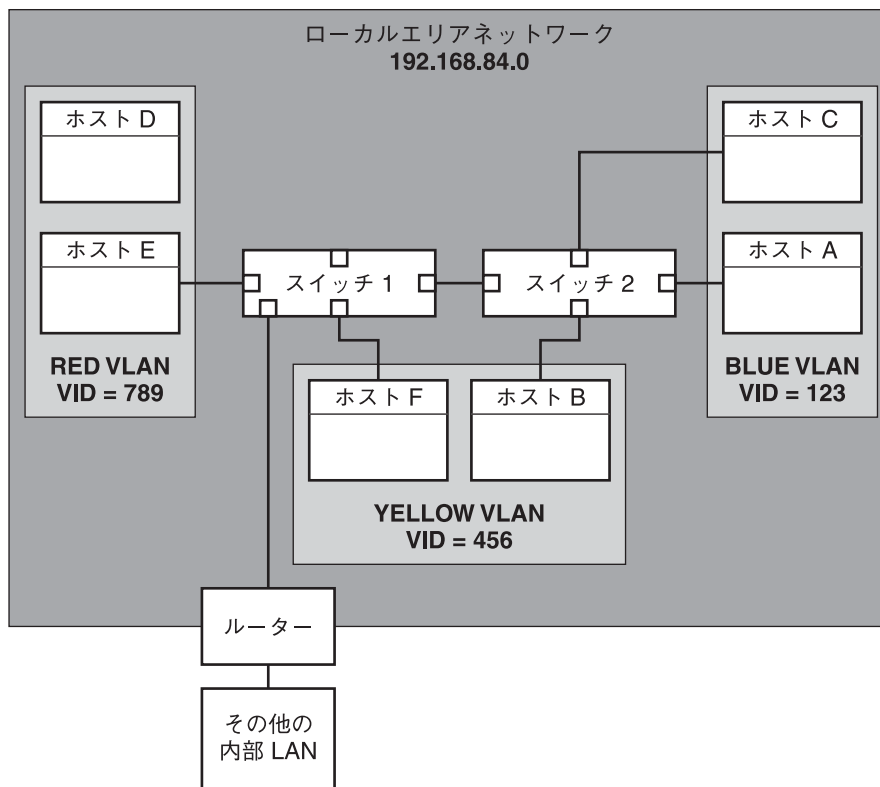 ローカルエリアネットワーク
192.168.84.0
ホスト D
ホスト C
ホスト E
スイッチ 1
スイッチ 2
ホスト A
RED VLAN
VID = 789
ホスト F
ホスト B
BLUE VLAN
VID = 123
YELLOW VLAN
VID = 456
ルーター
その他の
内部 LAN